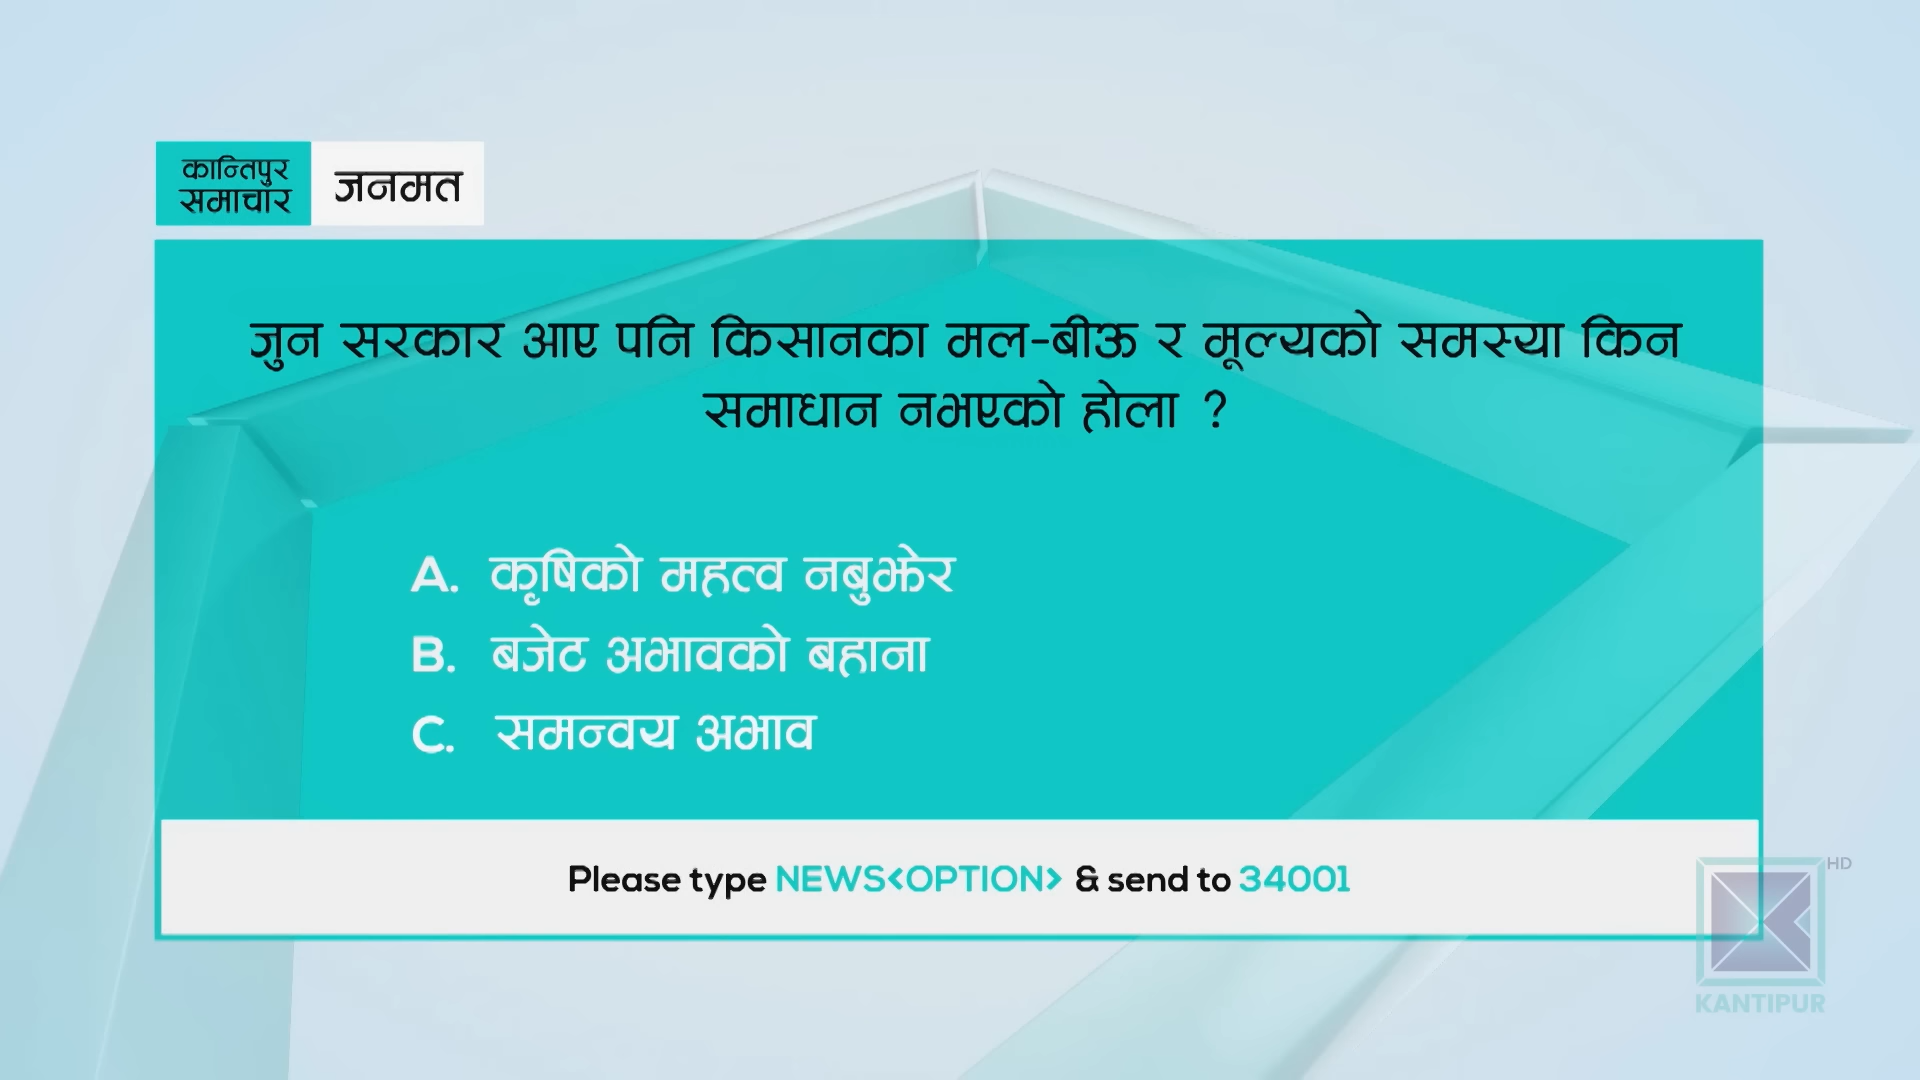 कान्तिपुर
समाचार
जनमत
जुन सरकार आए पनि किसानका मल-बीऊ र मूल्यको समस्या किन
समाधान नभएको होला ?
A. कृषिको महत्व नबुझेर
B. बजेट अभावको बहाना
C. समन्वय अभाव
Please type NEWS<OPTION> & send to 34001
HD
KANTIPUR